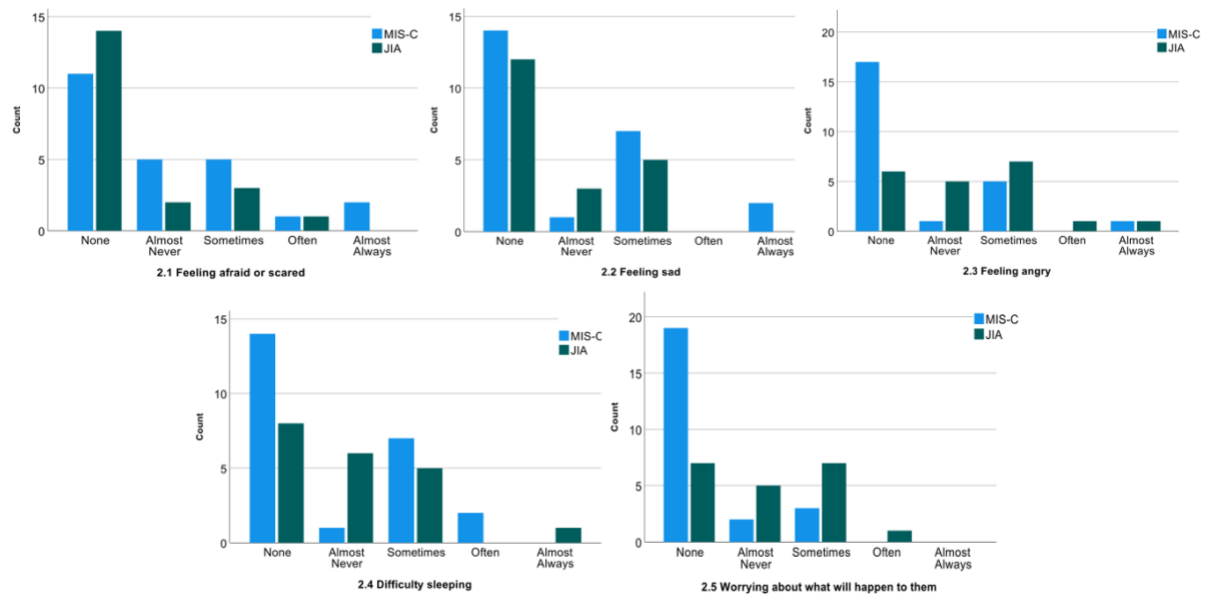 15
10
5
0
Count
MIS-C
JIA
None
Almost
Never
Sometimes
Often
Almost
Always
2.1 Feeling afraid or scared
15
10
5
0
Count
MIS-C
JIA
None
Almost
Never
Sometimes
Often
Almost
Always
2.2 Feeling sad
20
15
10
5
0
Count
MIS-C
JIA
None
Almost
Never
Sometimes
Often
Almost
Always
2.3 Feeling angry
15
10
5
0
Count
MIS-C
JIA
None
Almost
Never
Sometimes
Often
Almost
Always
2.4 Difficulty sleeping
20
15
10
5
0
Count
MIS-C
JIA
None
Almost
Never
Sometimes
Often
Almost
Always
2.5 Worrying about what will happen to them